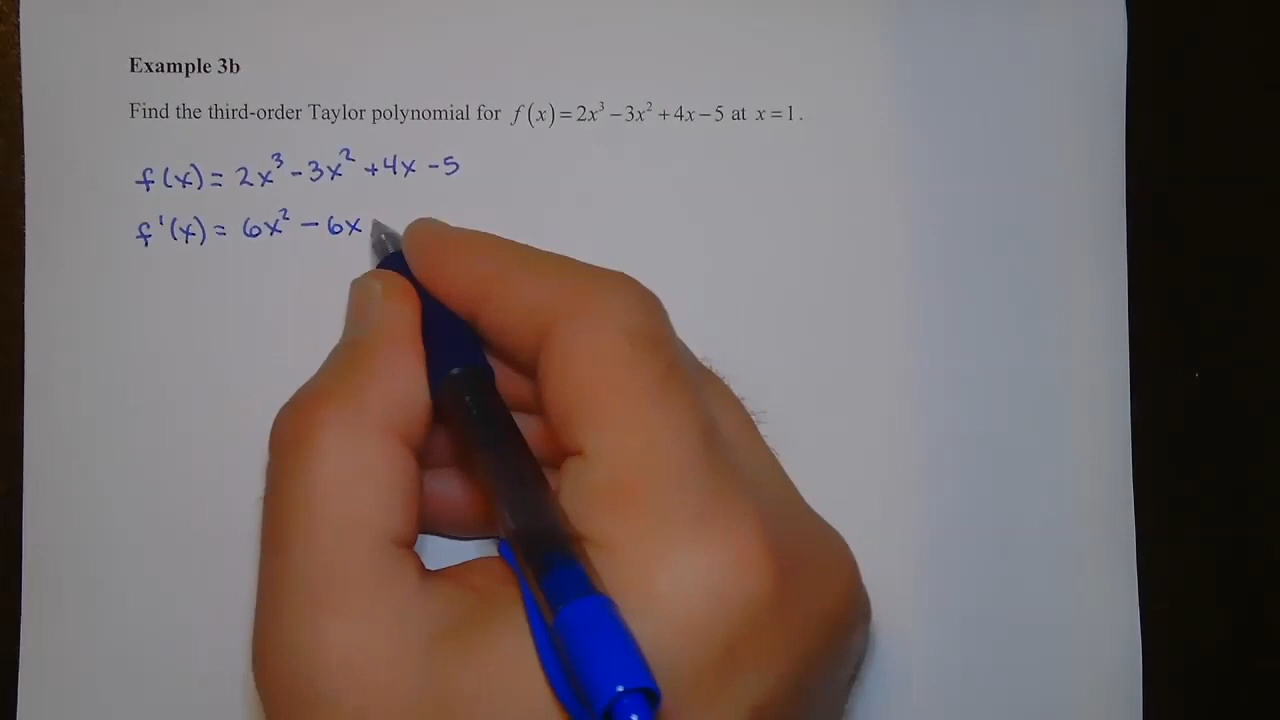 Example 3b
Find the third-order Taylor polynomial for f(x)=2x³−3x²+4x−5 at x=1.
f(x)= 2x³-3x²+4x-5
f'(x)= 6x²-6x